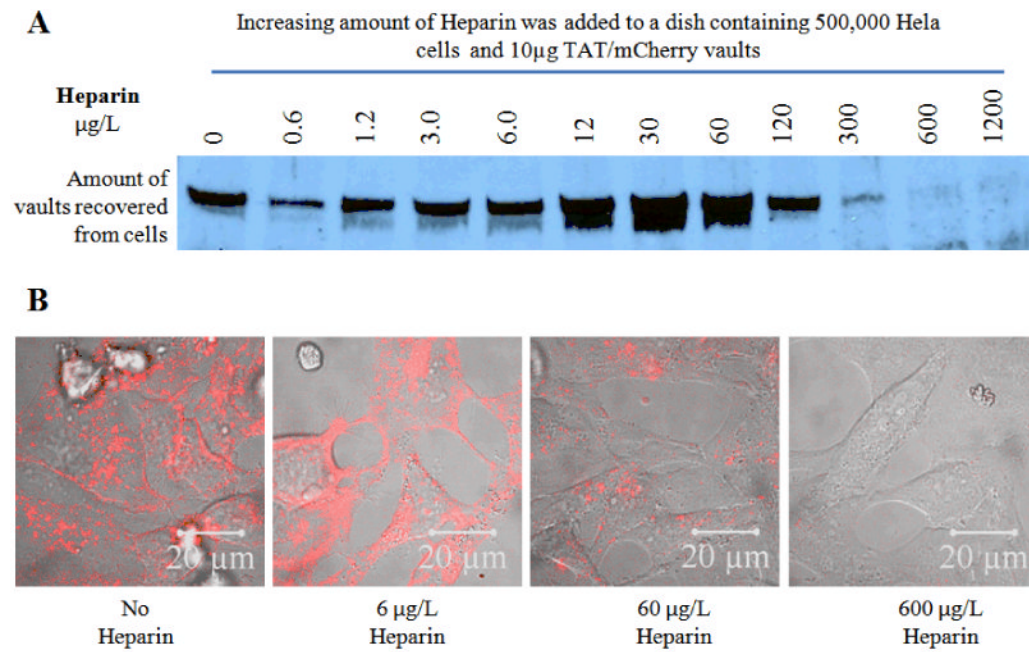 A
Increasing amount of Heparin was added to a dish containing 500,000 Hela
cells and 10µg TAT/mCherry vaults
Heparin
µg/L
0
0.6
1.2
3.0
6.0
12
30
60
120
300
600
1200
Amount of
vaults recovered
from cells
B
20 µm
20 µm
20 µm
20 µm
No
Heparin
6 µg/L
Heparin
60 µg/L
Heparin
600 µg/L
Heparin